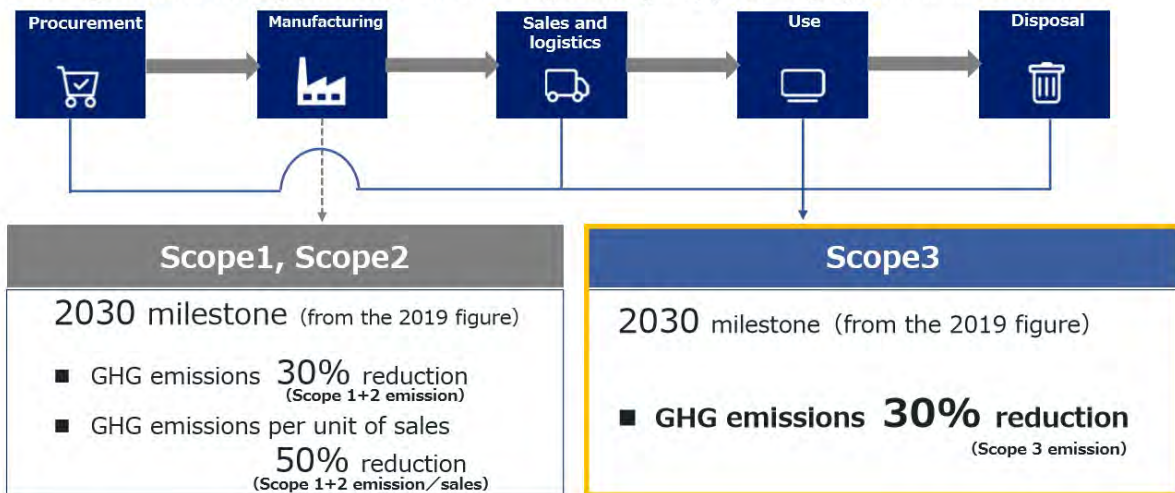 Procurement
Manufacturing
Sales and
logistics
Use
Disposal
Scope1, Scope2
2030 milestone (from the 2019 figure)
■ GHG emissions 30% reduction
(Scope 1+2 emission)
■ GHG emissions per unit of sales
50% reduction
(Scope 1+2 emission／sales)
Scope3
2030 milestone（from the 2019 figure)
■ GHG emissions 30% reduction
(Scope 3 emission)